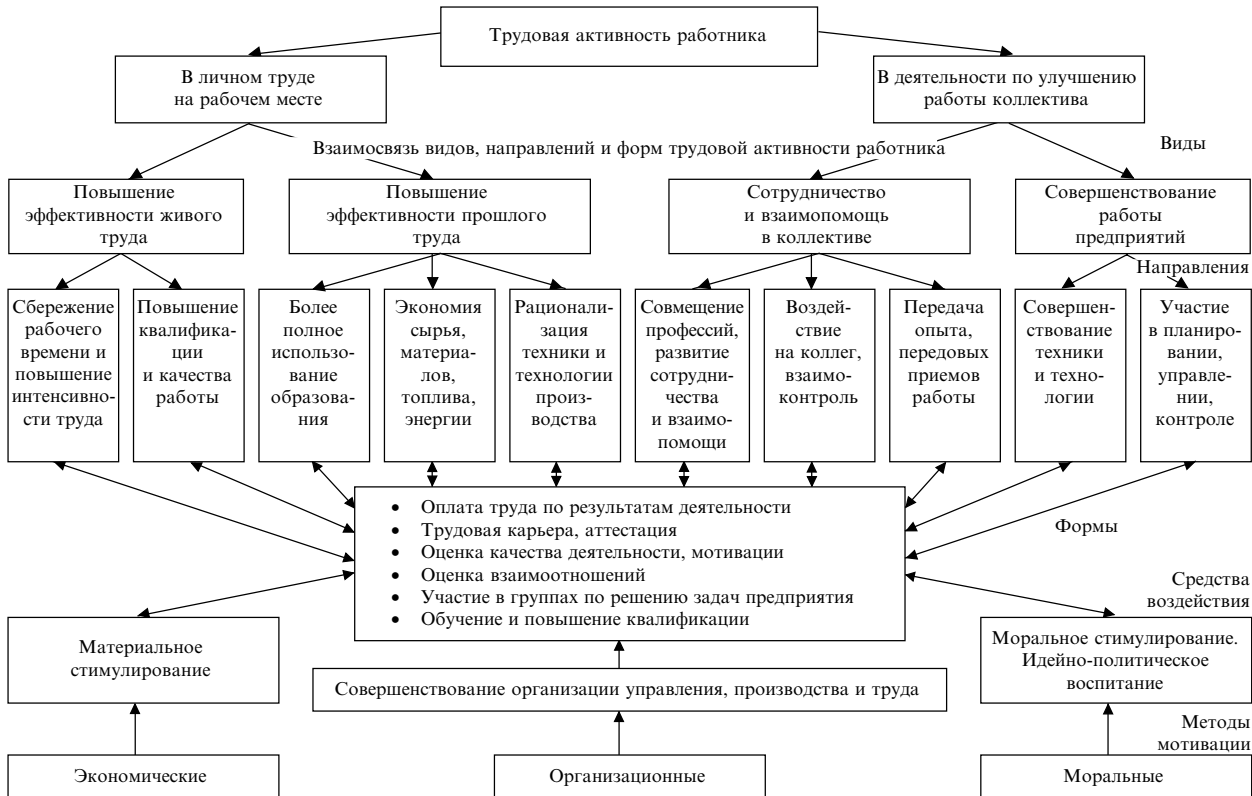 Трудовая активность работника
В личном труде
на рабочем месте
В деятельности по улучшению
работы коллектива
Взаимосвязь видов, направлений и форм трудовой активности работника
Виды
Повышение
эффективности живого
труда
Повышение
эффективности прошлого
труда
Сотрудничество
и взаимопомощь
в коллективе
Совершенствование
работы
предприятий
Направления
Сбережение
рабочего
времени и
повышение
интенсивно-
сти труда
Повышение
квалифика-
ции
и качества
работы
Более
полное
использо-
вание
образова-
ния
Экономия
сырья,
материа-
лов,
топлива,
энергии
Рационали-
зация
техники и
технологии
произ-
водства
Совмещение
профессий,
развитие
сотрудни-
чества
и взаимо-
помощи
Воздей-
ствие
на коллег,
взаимо-
контроль
Передача
опыта,
передовых
приемов
работы
Совершен-
ствование
техники
и техно-
логии
Участие
в планиро-
вании,
управле-
нии,
контроле
• Оплата труда по результатам деятельности
• Трудовая карьера, аттестация
• Оценка качества деятельности, мотивации
• Оценка взаимоотношений
• Участие в группах по решению задач предприятия
• Обучение и повышение квалификации
Формы
Средства
воздействия
Материальное
стимулирование
Совершенствование организации управления, производства и труда
Моральное стимулирование.
Идейно-политическое
воспитание
Методы
мотивации
Экономические
Организационные
Моральные